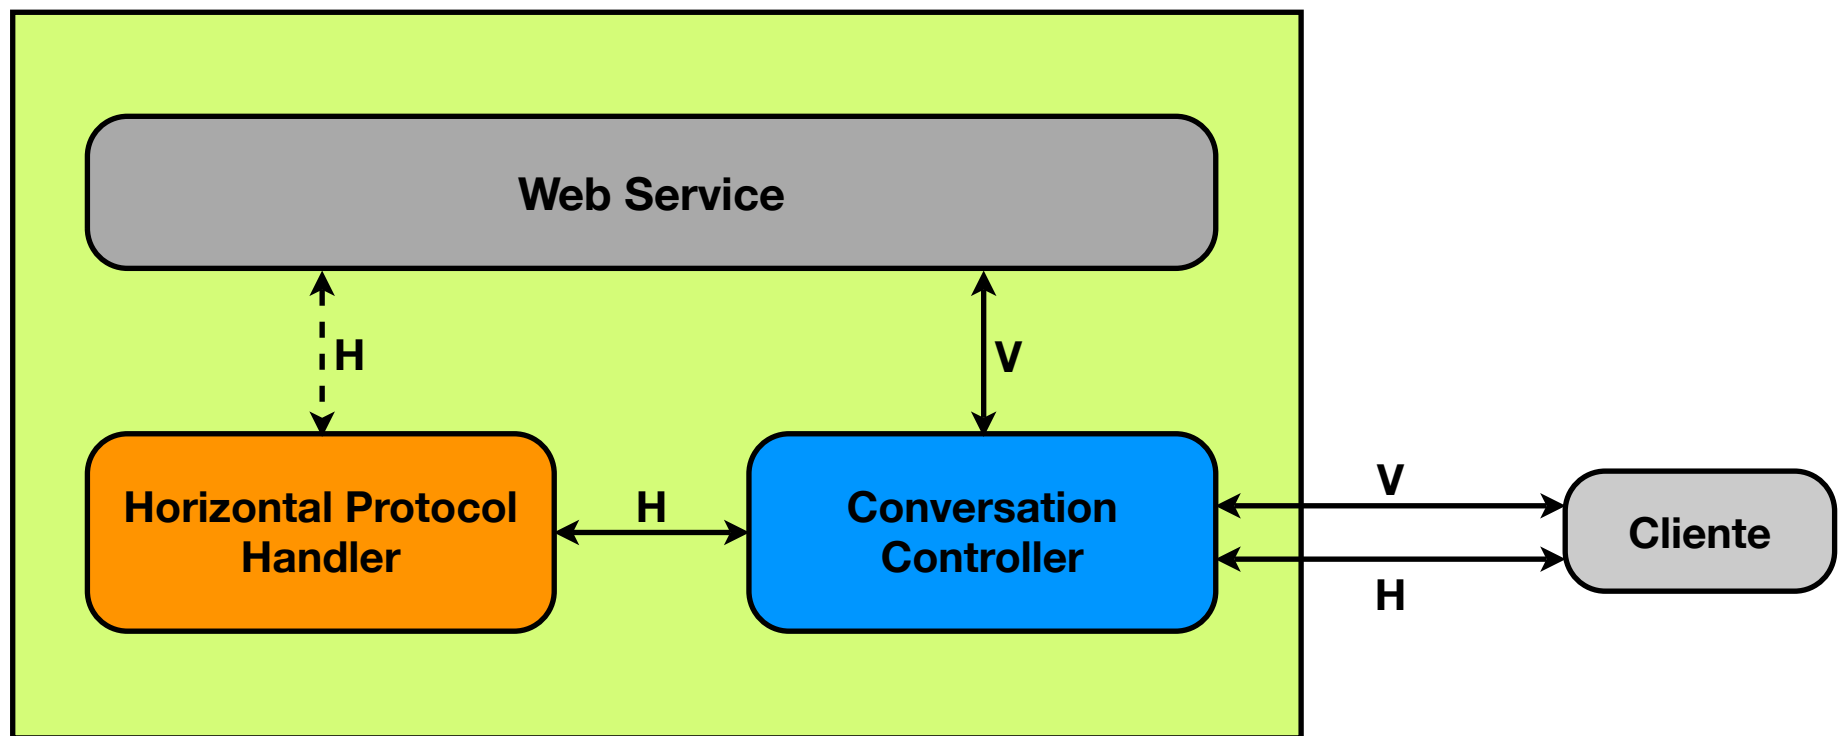 Web Service
H
V
Horizontal Protocol
Handler
H
Conversation
Controller
V
H
Cliente